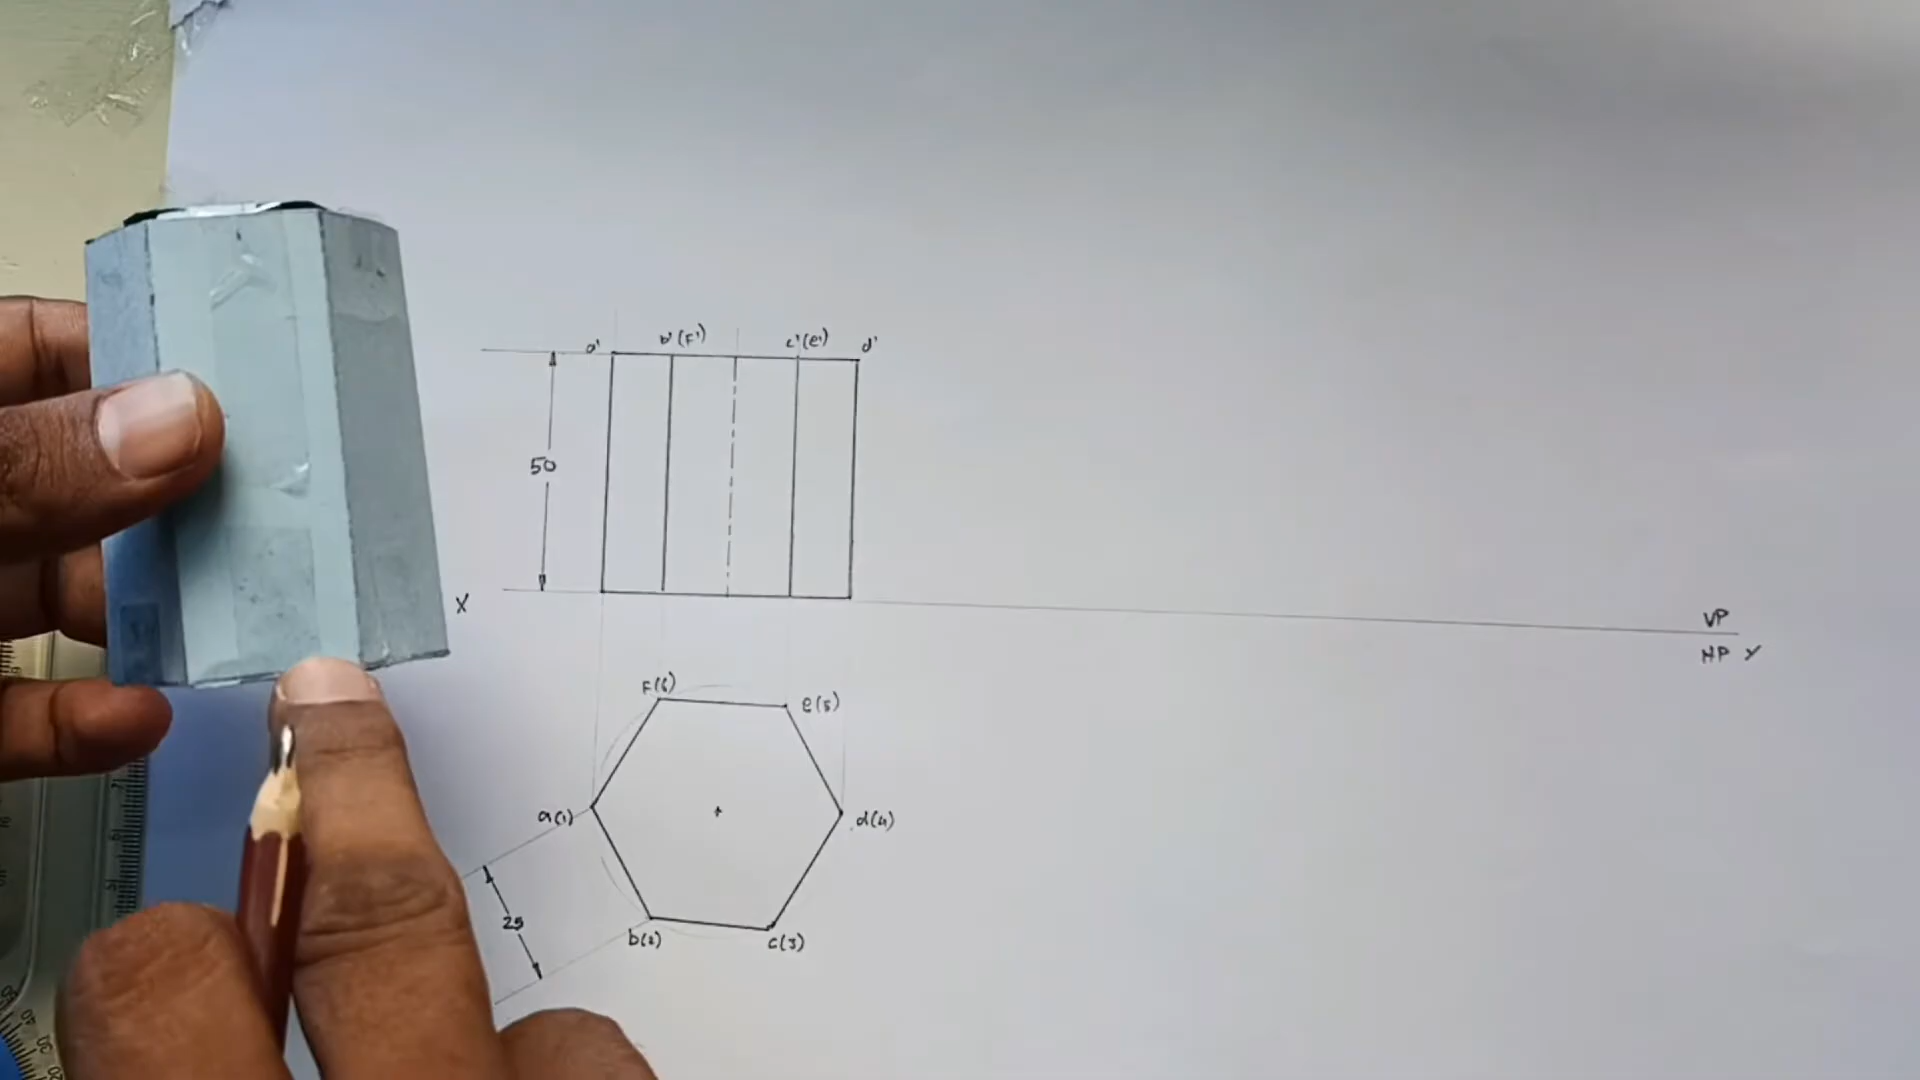 a' b'(F') c'(e') d'
50
X
VP
HP Y
F(6) e(5)
a(1) d(4)
25
b(2) c(3)